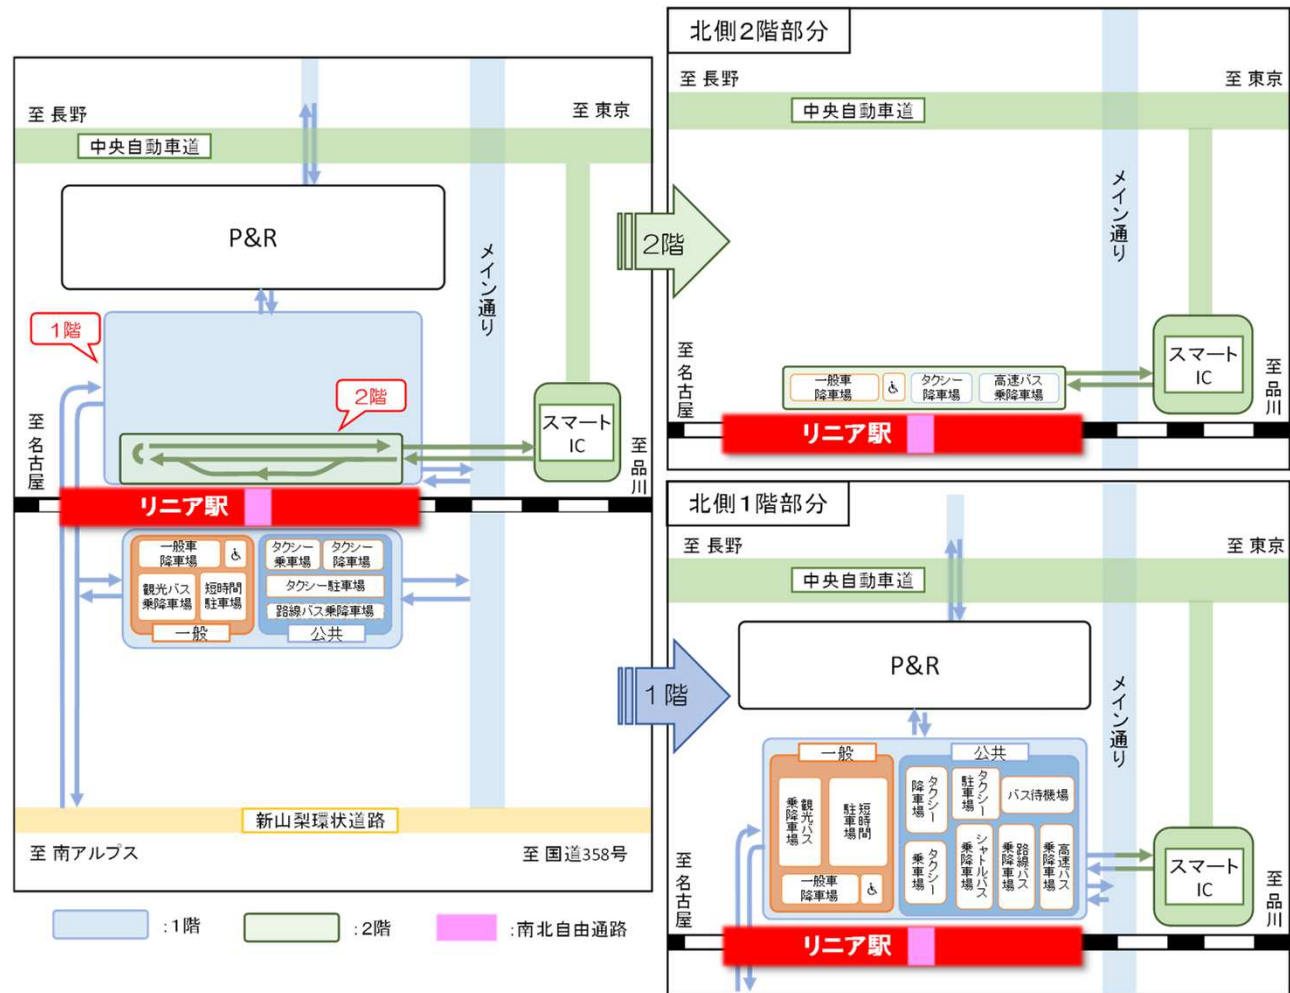 至 長野
至 東京
中央自動車道
P&R
メイン通り
1階
2階
至 名古屋
スマート
IC
至 品川
リニア駅
一般車
降車場
観光バス
乗降車場
短時間
駐車場
一般
タクシー
乗車場
タクシー
降車場
タクシー駐車場
路線バス乗降車場
公共
新山梨環状道路
至 南アルプス
至 国道358号
:1階
:2階
:南北自由通路
2階
1階
北側2階部分
至 長野
至 東京
中央自動車道
メイン通り
至 名古屋
一般車
降車場
タクシー
降車場
高速バス
乗降車場
スマート
IC
至 品川
リニア駅
北側1階部分
至 長野
至 東京
中央自動車道
P&R
メイン通り
至 名古屋
一般
観光バス
乗降車場
短時間
駐車場
一般車
降車場
公共
タクシー
降車場
タクシー
駐車場
バス待機場
タクシー
乗車場
シャトルバス
乗降車場
路線バス
乗降車場
高速バス
乗降車場
スマート
IC
至 品川
リニア駅